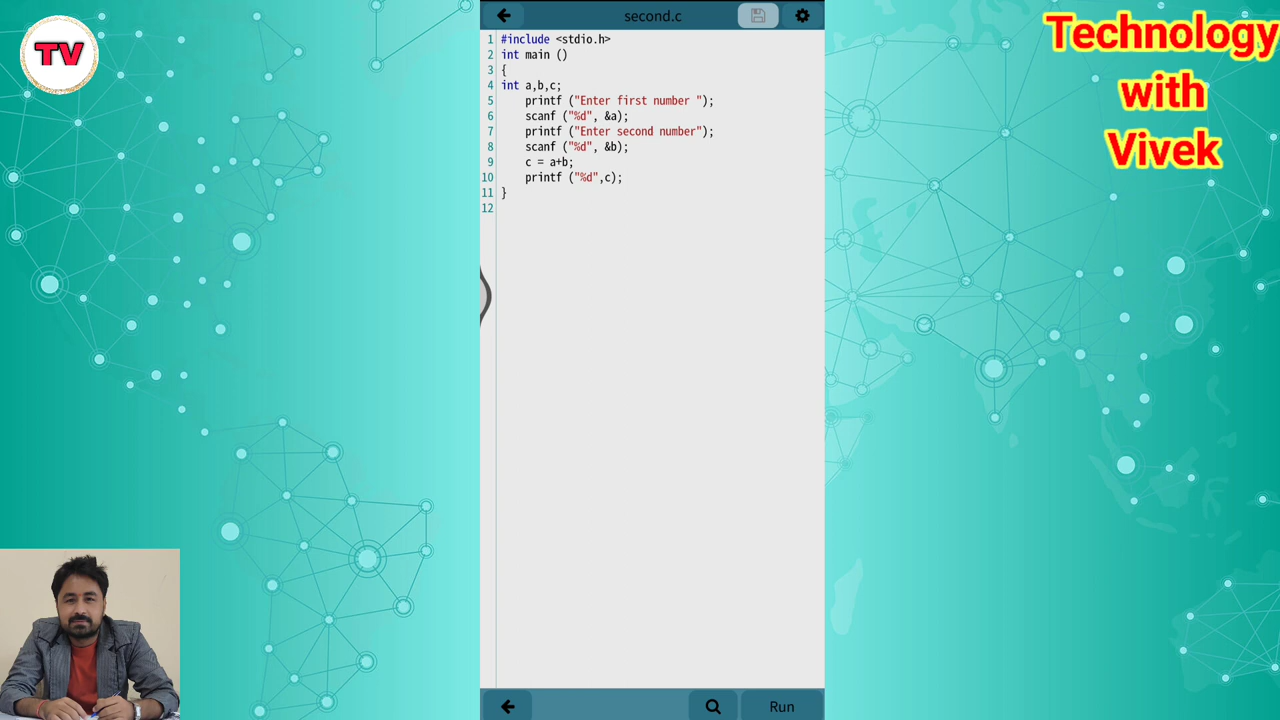 TV
second.c
Technology
with
Vivek
1 #include <stdio.h>
2 int main ()
3 {
4 int a,b,c;
5 printf ("Enter first number ");
6 scanf ("%d", &a);
7 printf ("Enter second number");
8 scanf ("%d", &b);
9 c = a+b;
10 printf ("%d",c);
11 }
12
Run